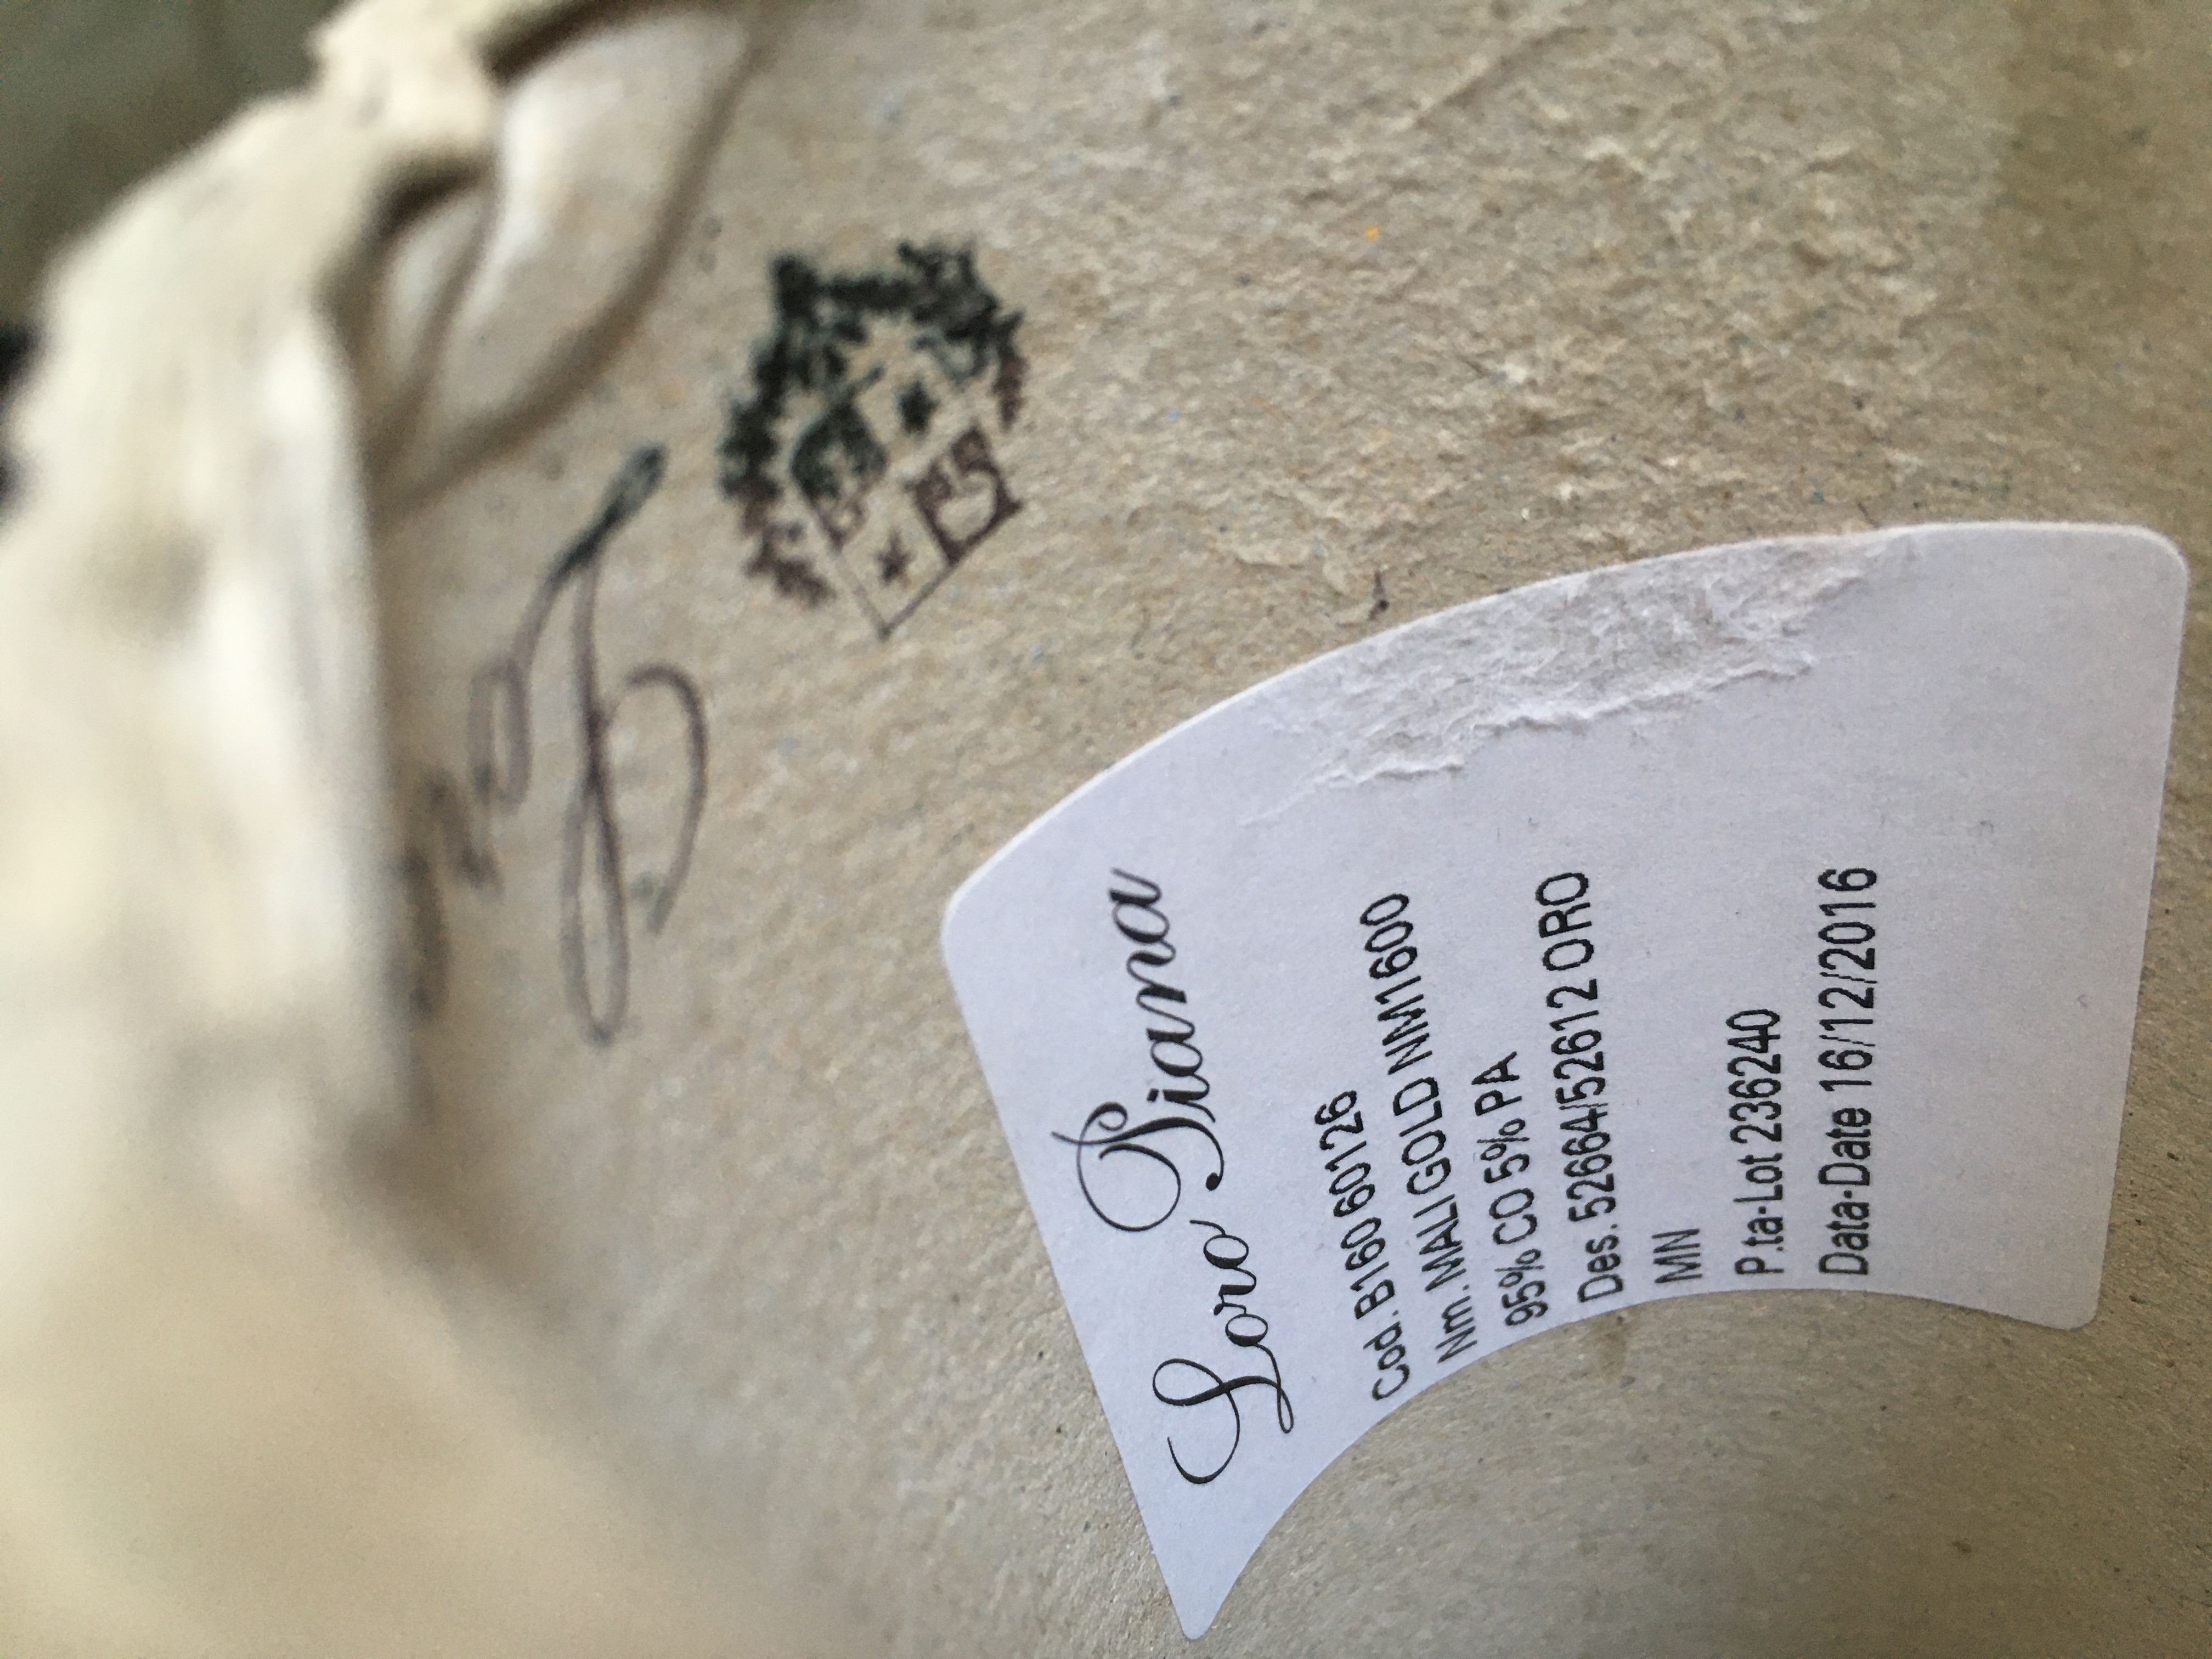 Loro Piana
Cod. B160 60126
Nm. MALI GOLD NM1600
95% CO 5% PA
Des. 52664/52612 ORO
MN
P.ta-Lot 236240
Data-Date 16/12/2016